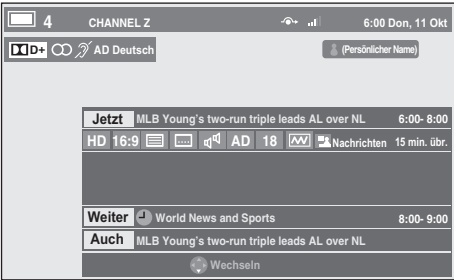 4 CHANNEL Z 6:00 Don, 11 Okt
D+ AD Deutsch (Persönlicher Name)
Jetzt MLB Young's two-run triple leads AL over NL 6:00- 8:00
HD 16:9 AD 18 Nachrichten 15 min. übr.
Weiter World News and Sports 8:00- 9:00
Auch MLB Young's two-run triple leads AL over NL
Wechseln